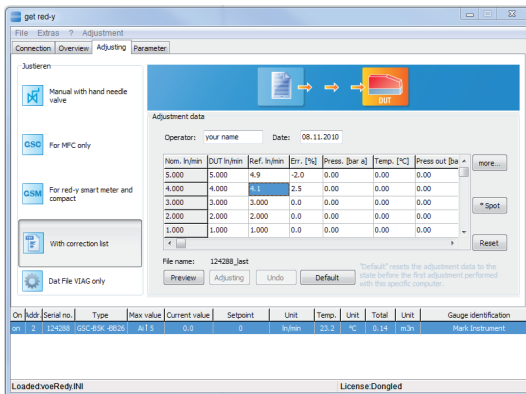 get red-y
File Extras ? Adjustment
Connection Overview Adjusting Parameter
Justieren
Manual with hand needle
valve
GSC For MFC only
GSM For red-y smart meter and
compact
With correction list
Dat File VIAG only
DUT
Adjustment data
Operator: your name Date: 08.11.2010
Nom. ln/min DUT ln/min Ref. ln/min Err. [%] Press. [bar a] Temp. [°C] Press out [ba
5.000 5.000 4.9 -2.0 0.00 0.00 0.00
4.000 4.000 4.1 2.5 0.00 0.00 0.00
3.000 3.000 3.000 0.0 0.00 0.00 0.00
2.000 2.000 2.000 0.0 0.00 0.00 0.00
1.000 1.000 1.000 0.0 0.00 0.00 0.00
more...
*Spot
Reset
File name: 124288_last
Preview Adjusting Undo Default
"Default" resets the adjustment data to the
state before the first adjustment performed
with this specific computer.
On Addr. Serial no. Type Max value Current value Setpoint Unit Temp. Unit Total Unit Gauge identification
on 2 124288 GSC-B5K -BB26 5 0.0 0 ln/min 23.2 °C 0.14 m3n Mark Instrument
Loaded:voeRedy.INI License:Dongled